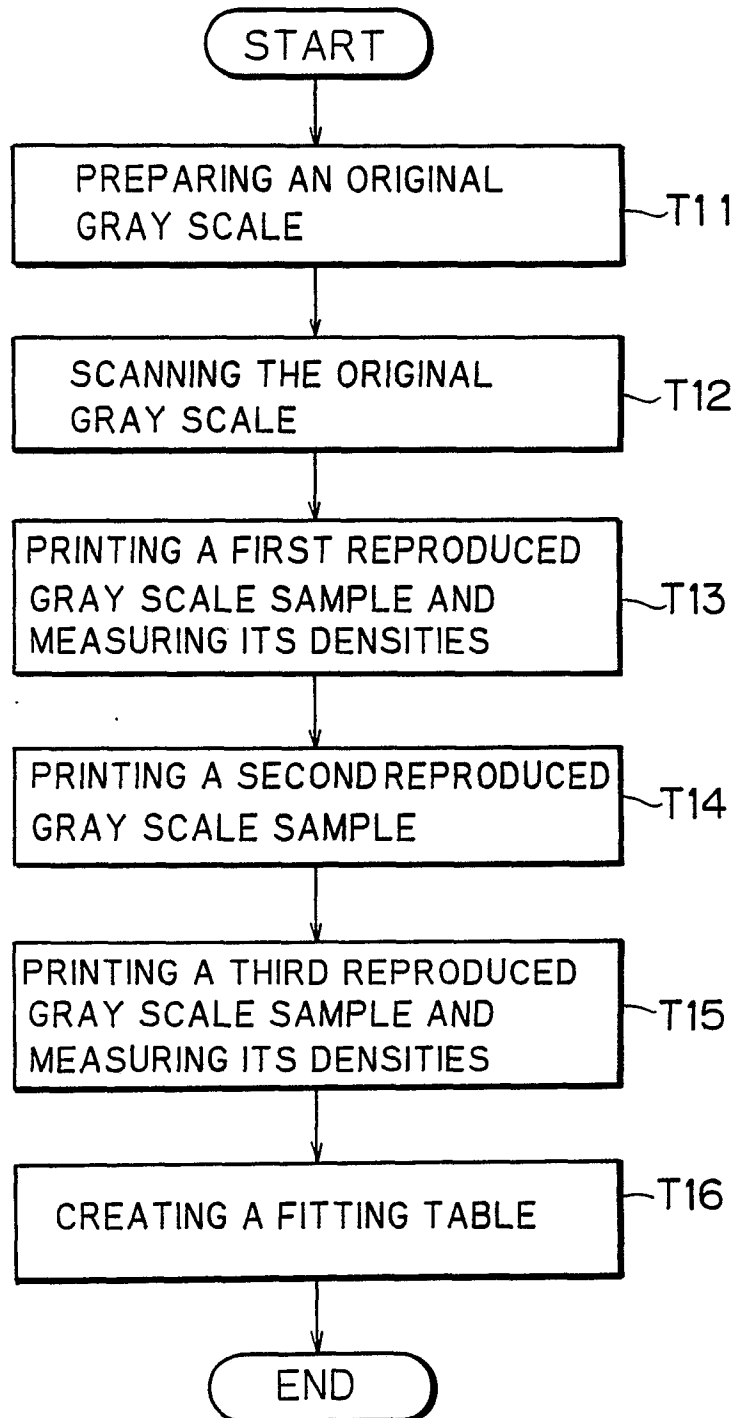 START
PREPARING AN ORIGINAL
GRAY SCALE
T11
SCANNING THE ORIGINAL
GRAY SCALE
T12
PRINTING A FIRST REPRODUCED
GRAY SCALE SAMPLE AND
MEASURING ITS DENSITIES
T13
PRINTING A SECOND REPRODUCED
GRAY SCALE SAMPLE
T14
PRINTING A THIRD REPRODUCED
GRAY SCALE SAMPLE AND
MEASURING ITS DENSITIES
T15
CREATING A FITTING TABLE
T16
END